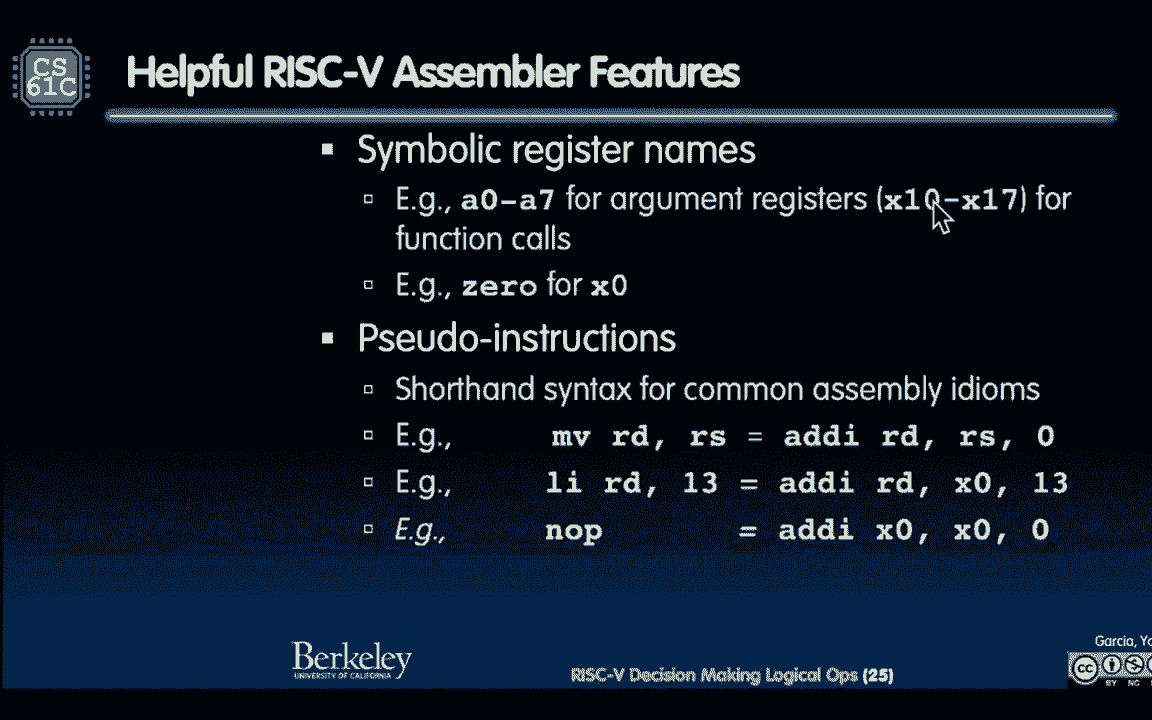 CS
61C
Helpful RISC-V Assembler Features
▪ Symbolic register names
▫ E.g., a0–a7 for argument registers (x10–x17) for
function calls
▫ E.g., zero for x0
▪ Pseudo-instructions
▫ Shorthand syntax for common assembly idioms
▫ E.g., mv rd, rs = addi rd, rs, 0
▫ E.g., li rd, 13 = addi rd, x0, 13
▫ E.g., nop = addi x0, x0, 0
Berkeley
UNIVERSITY OF CALIFORNIA
RISC-V Decision Making Logical Ops (25)
Garcia,
cc
BY NC